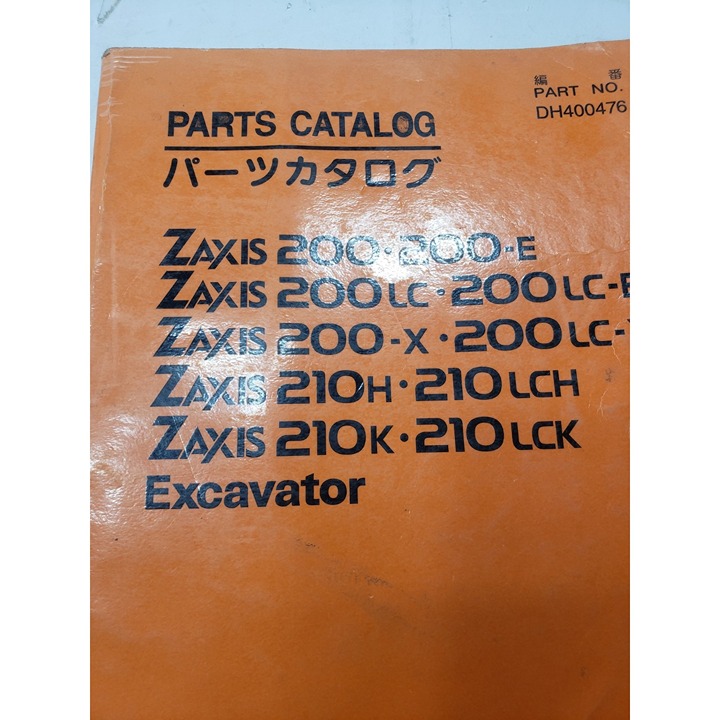 編 番
PART NO.
DH400476
PARTS CATALOG
パーツカタログ
ZAXIS 200・200-E
ZAXIS 200LC・200LC-E
ZAXIS 200-X・200LC-
ZAXIS 210H・210LCH
ZAXIS 210K・210LCK
Excavator